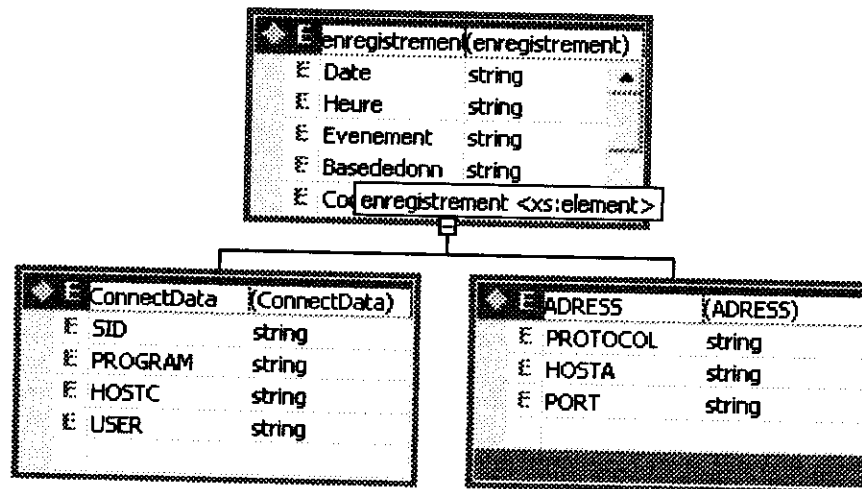 E enregistremen (enregistrement)
E Date string
E Heure string
E Evenement string
E Basededonn string
E Co
enregistrement <xs:element>
E ConnectData (ConnectData)
E SID string
E PROGRAM string
E HOSTC string
E USER string
E ADRESS (ADRESS)
E PROTOCOL string
E HOSTA string
E PORT string